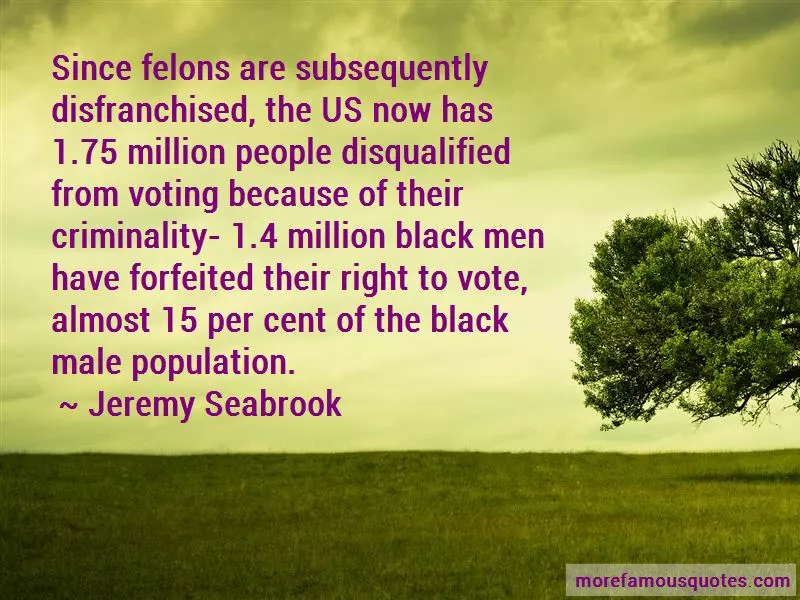 Since felons are subsequently
disfranchised, the US now has
1.75 million people disqualified
from voting because of their
criminality- 1.4 million black men
have forfeited their right to vote,
almost 15 per cent of the black
male population.
~ Jeremy Seabrook
morefamousquotes.com